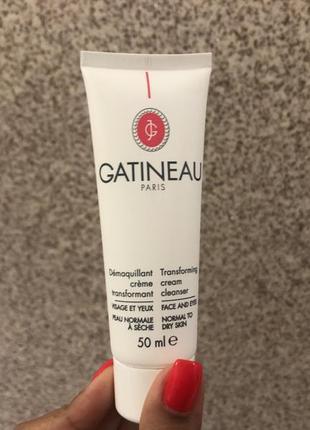 JG
GATINEAU
PARIS
Démaquillant
crème
transformant
VISAGE ET YEUX
PEAU NORMALE
À SÈCHE
Transforming
cream
cleanser
FACE AND EYES
NORMAL TO
DRY SKIN
50 ml e